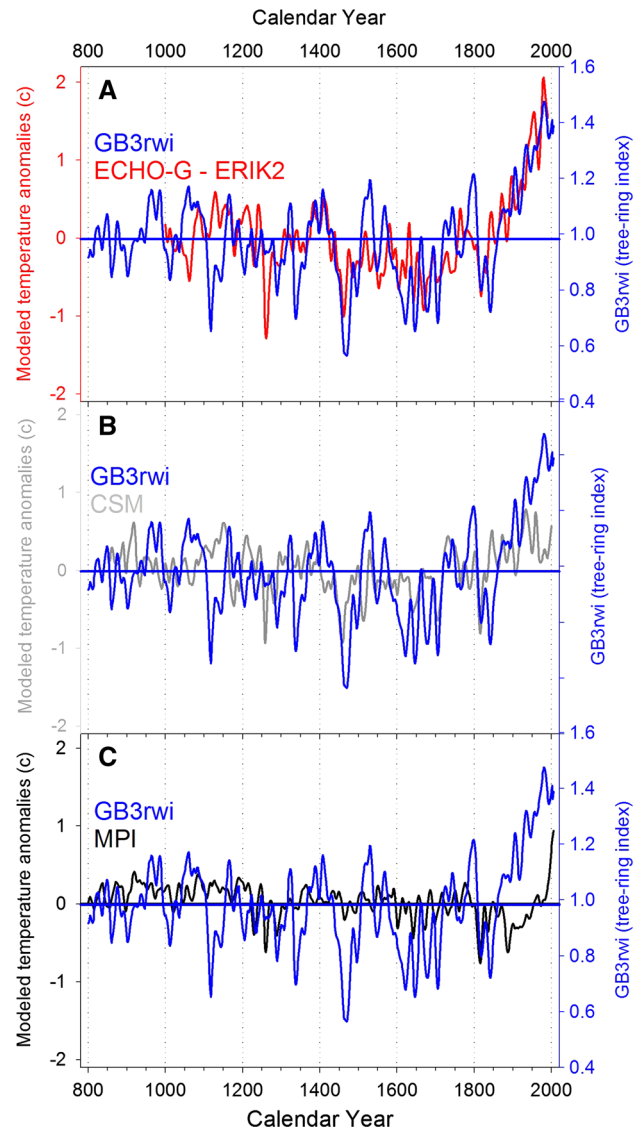 Calendar Year
800 1000 1200 1400 1600 1800 2000
A
GB3rwi
ECHO-G - ERIK2
Modeled temperature anomalies (c)
2
1
0
-1
-2
GB3rwi (tree-ring index)
1.6
1.4
1.2
1.0
0.8
0.6
0.4
B
GB3rwi
CSM
Modeled temperature anomalies (c)
2
1
0
-1
-2
GB3rwi (tree-ring index)
C
GB3rwi
MPI
Modeled temperature anomalies (c)
2
1
0
-1
-2
GB3rwi (tree-ring index)
1.6
1.4
1.2
1.0
0.8
0.6
0.4
800 1000 1200 1400 1600 1800 2000
Calendar Year